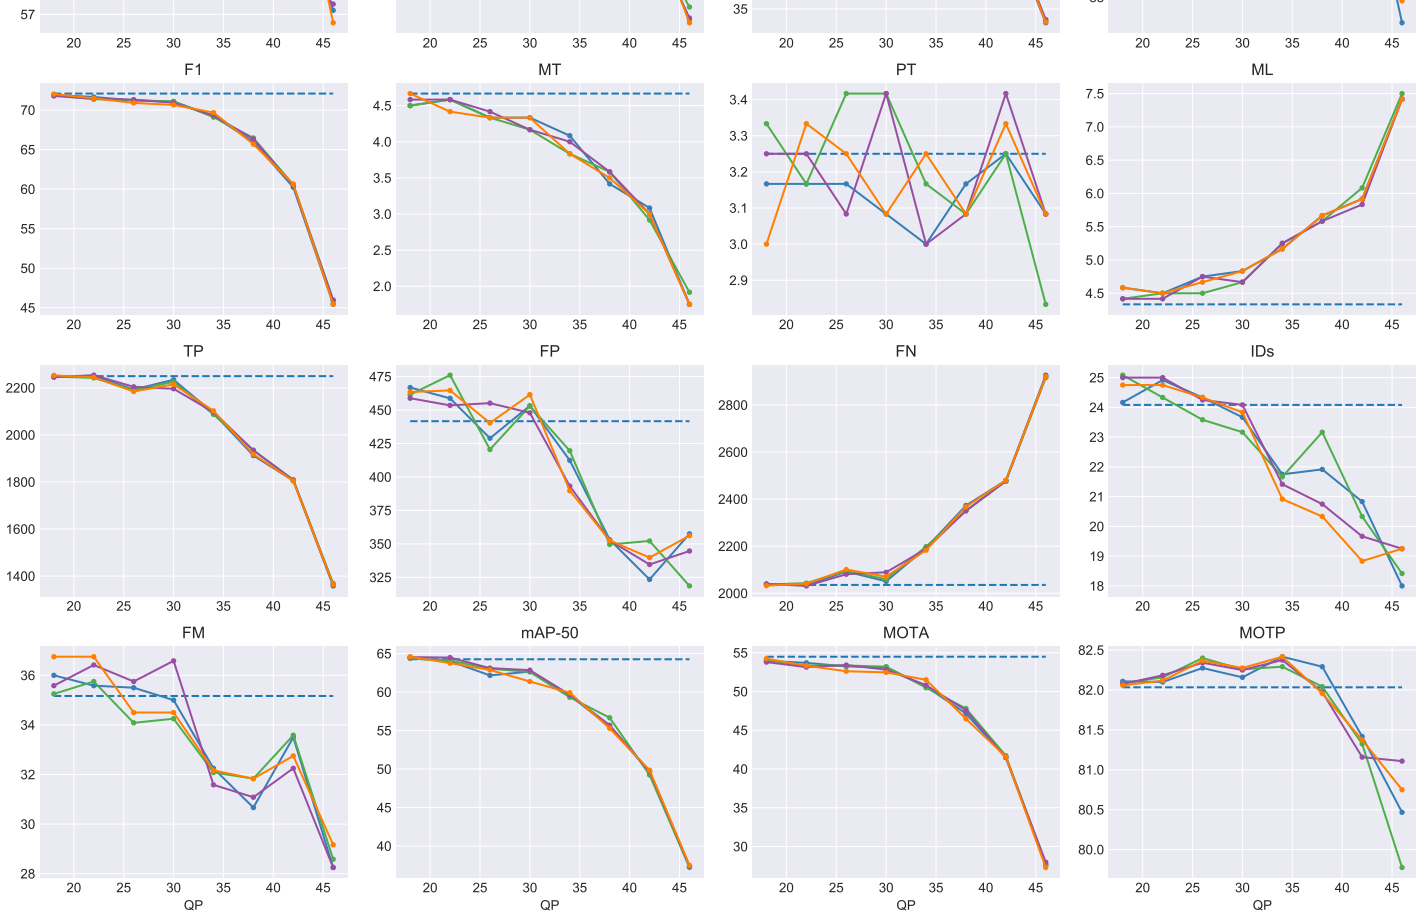 57
35
20 25 30 35 40 45
20 25 30 35 40 45
20 25 30 35 40 45
20 25 30 35 40 45
F1
MT
PT
ML
70
65
60
55
50
45
20 25 30 35 40 45
4.5
4.0
3.5
3.0
2.5
2.0
20 25 30 35 40 45
3.4
3.3
3.2
3.1
3.0
2.9
20 25 30 35 40 45
7.5
7.0
6.5
6.0
5.5
5.0
4.5
20 25 30 35 40 45
TP
FP
FN
IDs
2200
2000
1800
1600
1400
20 25 30 35 40 45
475
450
425
400
375
350
325
20 25 30 35 40 45
2800
2600
2400
2200
2000
20 25 30 35 40 45
25
24
23
22
21
20
19
18
20 25 30 35 40 45
FM
mAP-50
MOTA
MOTP
36
34
32
30
28
20 25 30 35 40 45
QP
65
60
55
50
45
40
20 25 30 35 40 45
QP
55
50
45
40
35
30
20 25 30 35 40 45
QP
82.5
82.0
81.5
81.0
80.5
80.0
20 25 30 35 40 45
QP